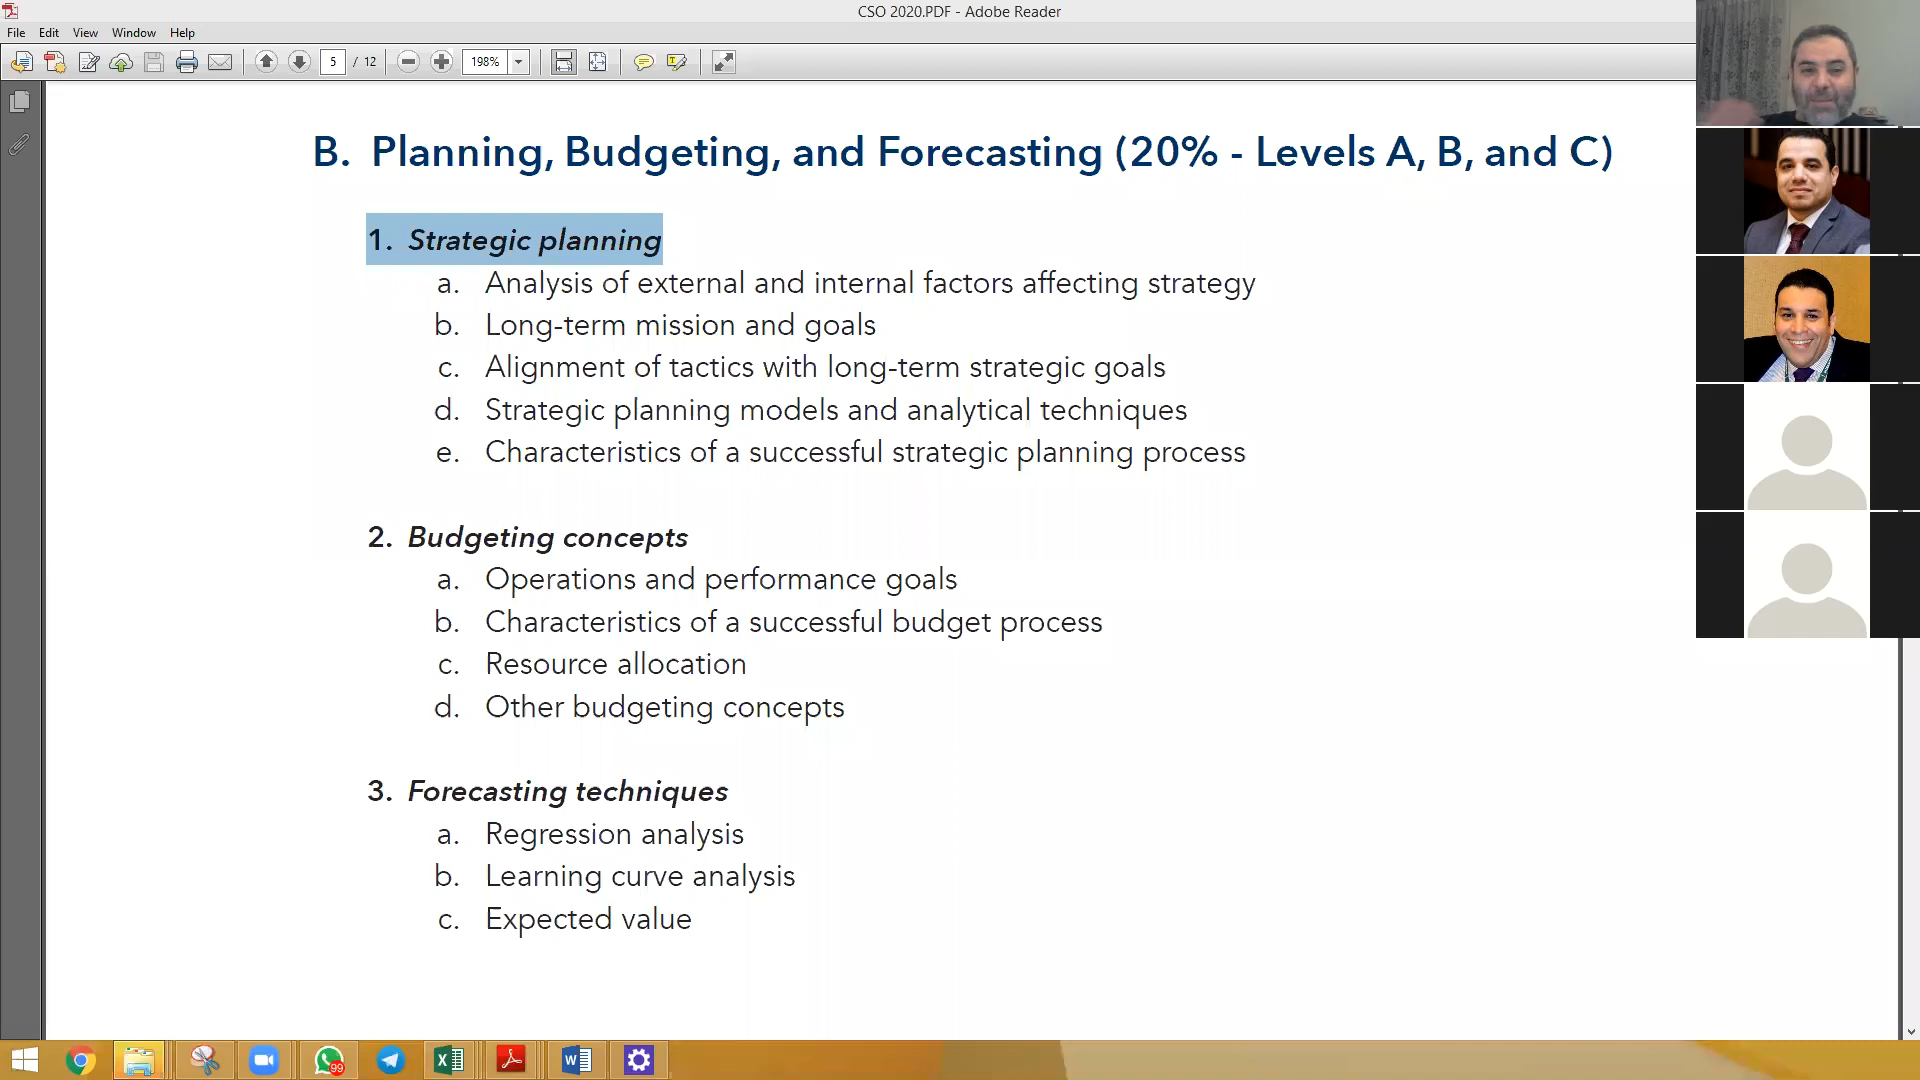 CSO 2020.PDF - Adobe Reader
File Edit View Window Help
5 / 12 198%
B. Planning, Budgeting, and Forecasting (20% - Levels A, B, and C)
1. Strategic planning
a. Analysis of external and internal factors affecting strategy
b. Long-term mission and goals
c. Alignment of tactics with long-term strategic goals
d. Strategic planning models and analytical techniques
e. Characteristics of a successful strategic planning process
2. Budgeting concepts
a. Operations and performance goals
b. Characteristics of a successful budget process
c. Resource allocation
d. Other budgeting concepts
3. Forecasting techniques
a. Regression analysis
b. Learning curve analysis
c. Expected value
99